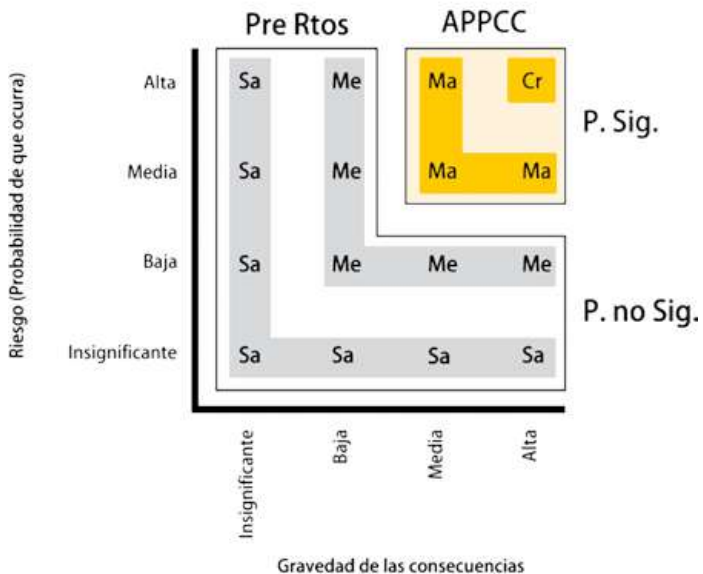 Pre Rtos APPCC
Riesgo (Probabilidad de que ocurra)
Alta Sa Me Ma Cr
P. Sig.
Media Sa Me Ma Ma
Baja Sa Me Me Me
P. no Sig.
Insignificante Sa Sa Sa Sa
Insignificante Baja Media Alta
Gravedad de las consecuencias